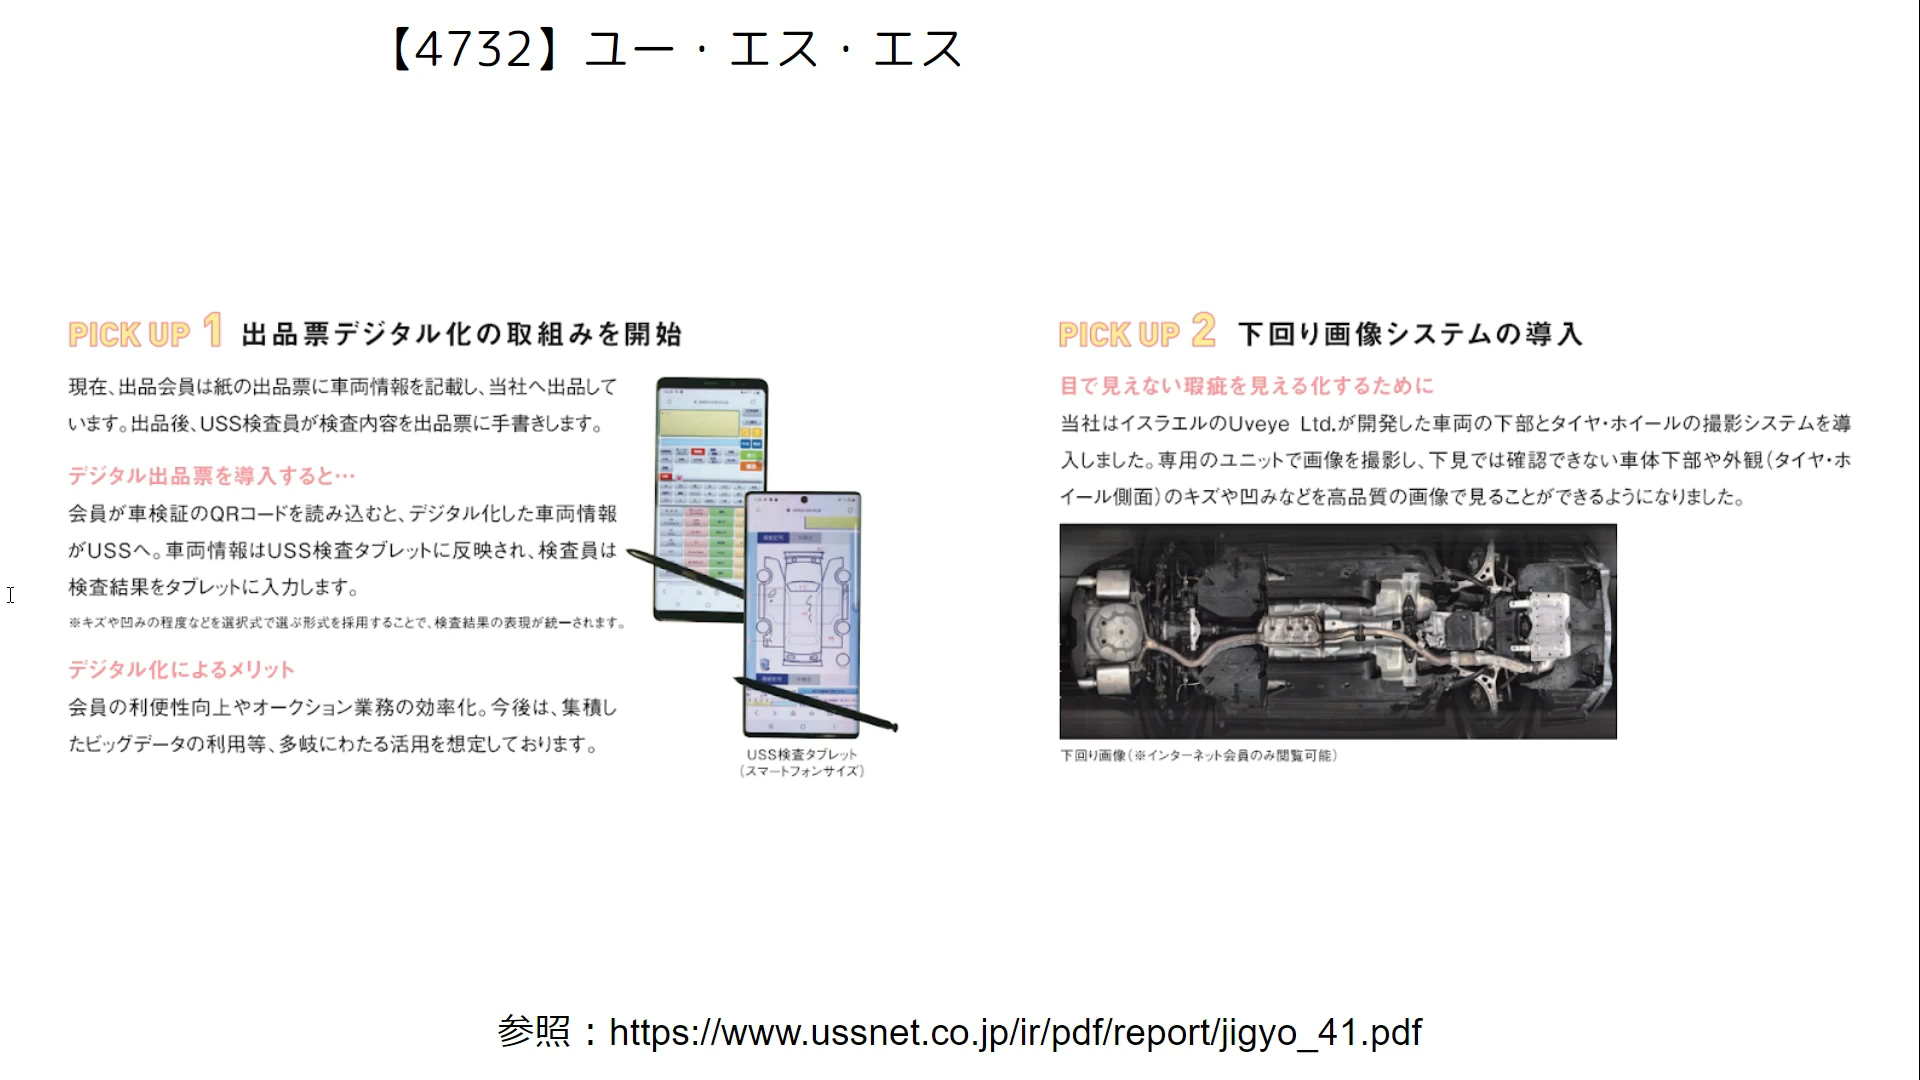 【4732】ユー・エス・エス
PICK UP 1 出品票デジタル化の取組みを開始
現在、出品会員は紙の出品票に車両情報を記載し、当社へ出品して
います。出品後、USS検査員が検査内容を出品票に手書きします。
デジタル出品票を導入すると…
会員が車検証のQRコードを読み込むと、デジタル化した車両情報
がUSSへ。車両情報はUSS検査タブレットに反映され、検査員は
検査結果をタブレットに入力します。
※キズや凹みの程度などを選択式で選ぶ形式を採用することで、検査結果の表現が統一されます。
デジタル化によるメリット
会員の利便性向上やオークション業務の効率化。今後は、集積し
たビッグデータの利用等、多岐にわたる活用を想定しております。
USS検査タブレット
（スマートフォンサイズ）
PICK UP 2 下回り画像システムの導入
目で見えない瑕疵を見える化するために
当社はイスラエルのUveye Ltd.が開発した車両の下部とタイヤ・ホイールの撮影システムを導
入しました。専用のユニットで画像を撮影し、下見では確認できない車体下部や外観（タイヤ・ホ
イール側面）のキズや凹みなどを高品質の画像で見ることができるようになりました。
下回り画像（※インターネット会員のみ閲覧可能）
参照：https://www.ussnet.co.jp/ir/pdf/report/jigyo_41.pdf